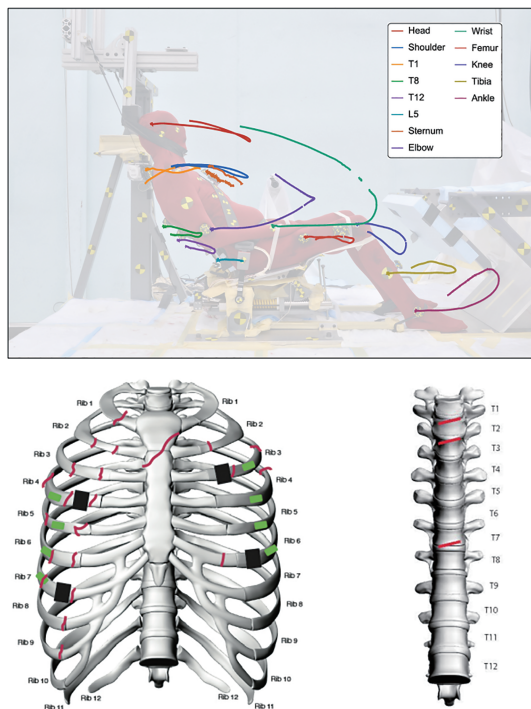 Head
Shoulder
T1
T8
T12
L5
Sternum
Elbow
Wrist
Femur
Knee
Tibia
Ankle
Rib 1
Rib 2
Rib 3
Rib 4
Rib 5
Rib 6
Rib 7
Rib 8
Rib 9
Rib 10
Rib 11
Rib 12
Rib 1
Rib 2
Rib 3
Rib 4
Rib 5
Rib 6
Rib 7
Rib 8
Rib 9
Rib 10
Rib 11
Rib 12
T1
T2
T3
T4
T5
T6
T7
T8
T9
T10
T11
T12